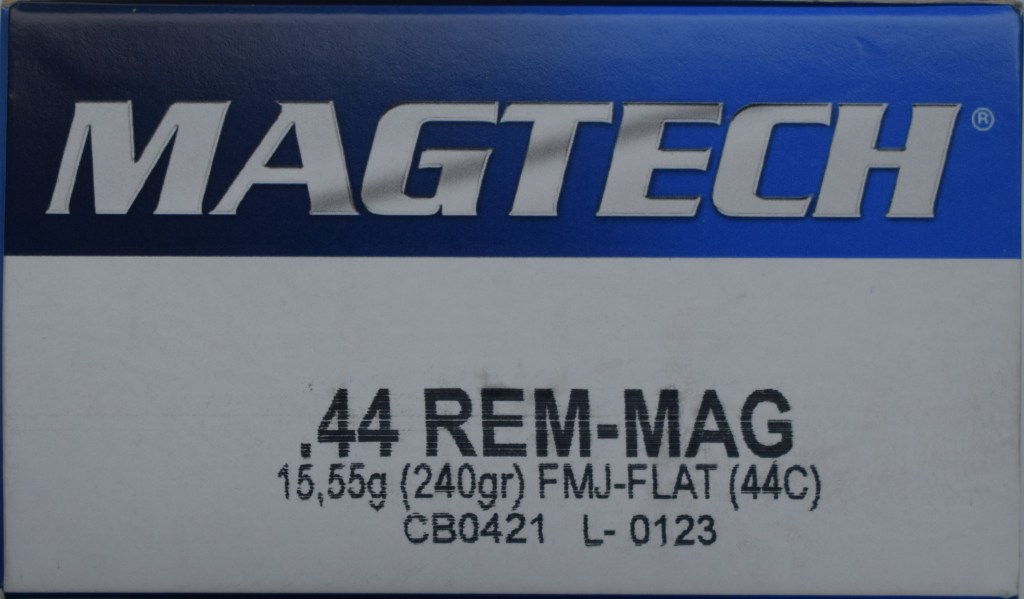 MAGTECH®
.44 REM-MAG
15,55g (240gr) FMJ-FLAT (44C)
CB0421 L- 0123